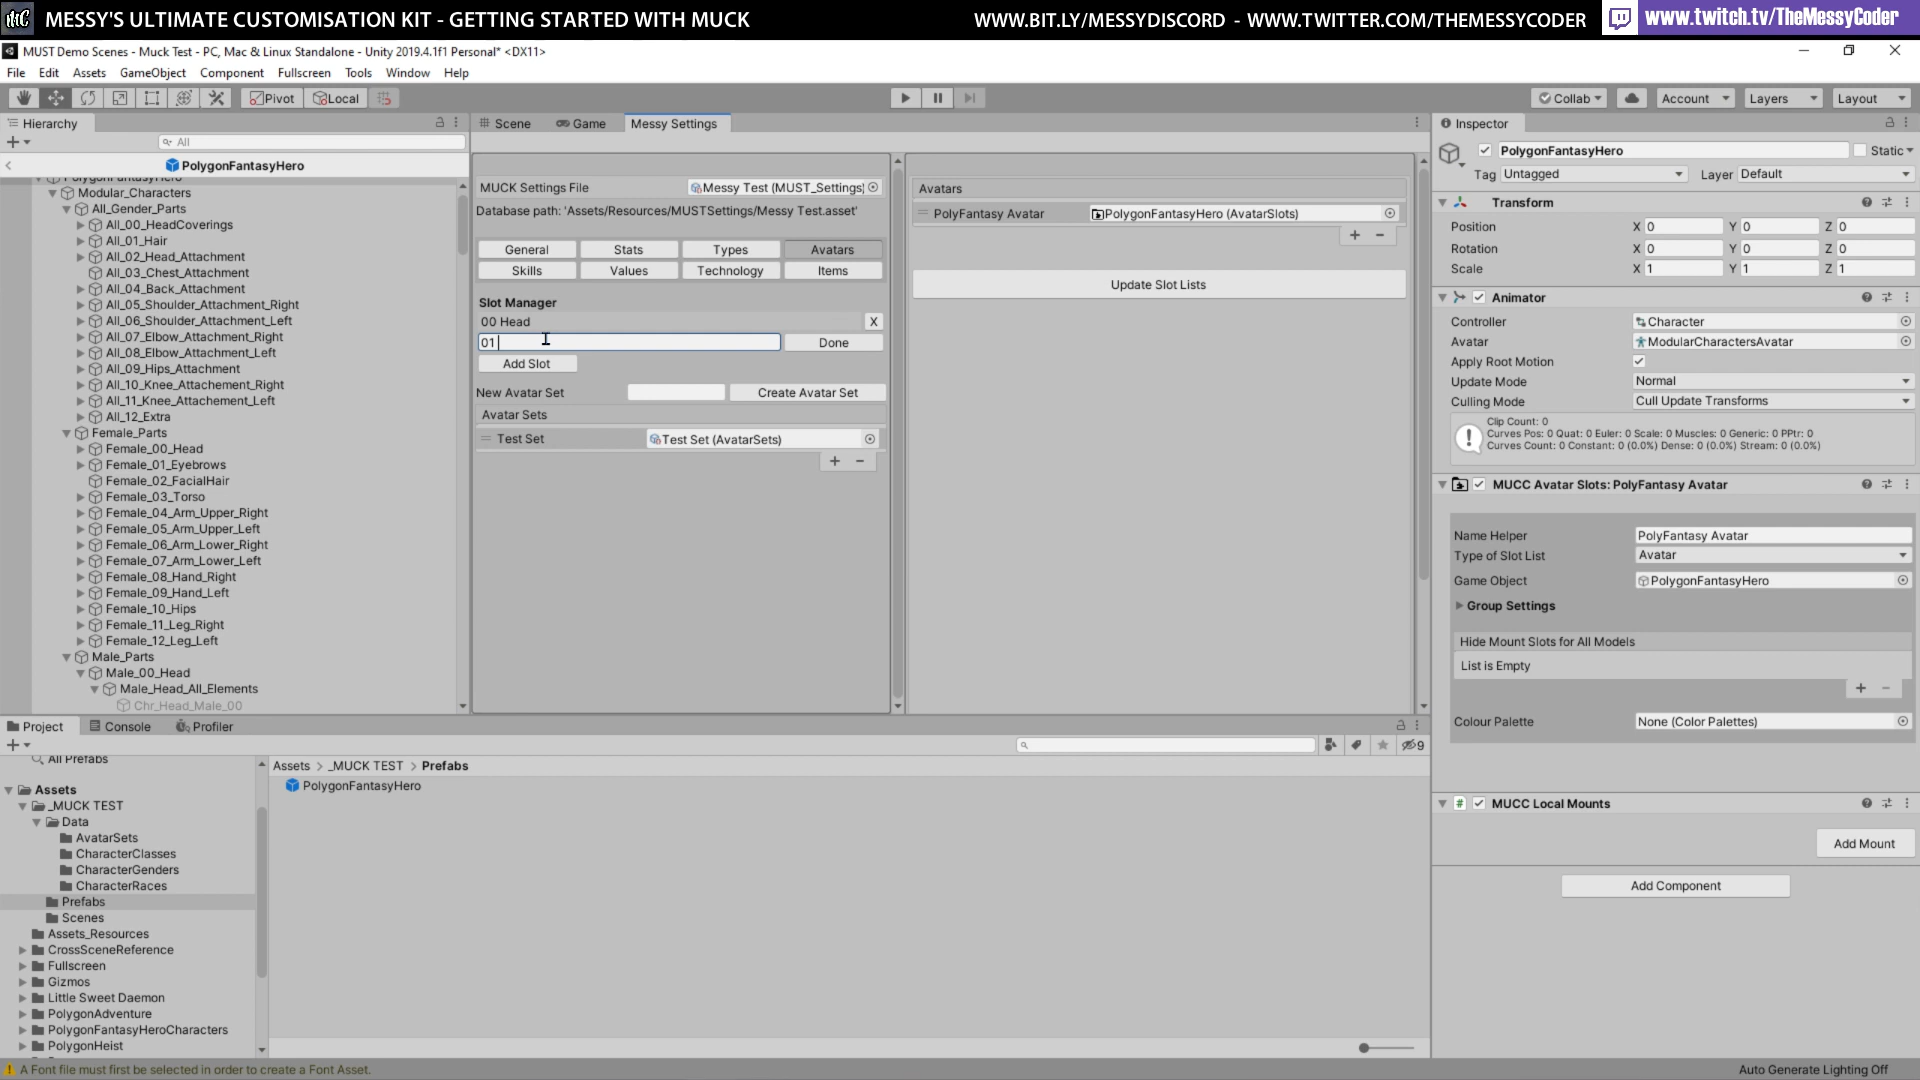 MESSY'S ULTIMATE CUSTOMISATION KIT - GETTING STARTED WITH MUCK
WWW.BIT.LY/MESSYDISCORD - WWW.TWITTER.COM/THEMESSYCODER
www.twitch.tv/TheMessyCoder
MUST Demo Scenes - Muck Test - PC, Mac & Linux Standalone - Unity 2019.4.1f1 Personal* <DX11>
File Edit Assets GameObject Component Fullscreen Tools Window Help
Pivot Local Collab Account Layers Layout
Hierarchy
All
PolygonFantasyHero
Modular_Characters
All_Gender_Parts
All_00_HeadCoverings
All_01_Hair
All_02_Head_Attachment
All_03_Chest_Attachment
All_04_Back_Attachment
All_05_Shoulder_Attachment_Right
All_06_Shoulder_Attachment_Left
All_07_Elbow_Attachment_Right
All_08_Elbow_Attachment_Left
All_09_Hips_Attachment
All_10_Knee_Attachement_Right
All_11_Knee_Attachement_Left
All_12_Extra
Female_Parts
Female_00_Head
Female_01_Eyebrows
Female_02_FacialHair
Female_03_Torso
Female_04_Arm_Upper_Right
Female_05_Arm_Upper_Left
Female_06_Arm_Lower_Right
Female_07_Arm_Lower_Left
Female_08_Hand_Right
Female_09_Hand_Left
Female_10_Hips
Female_11_Leg_Right
Female_12_Leg_Left
Male_Parts
Male_00_Head
Male_Head_All_Elements
Chr_Head_Male_00
Scene Game Messy Settings
MUCK Settings File Messy Test (MUST_Settings)
Database path: 'Assets/Resources/MUSTSettings/Messy Test.asset'
General Stats Types Avatars
Skills Values Technology Items
Slot Manager
00 Head X
01 Done
Add Slot
New Avatar Set Create Avatar Set
Avatar Sets
Test Set Test Set (AvatarSets)
+ -
Avatars
PolyFantasy Avatar PolygonFantasyHero (AvatarSlots)
+ -
Update Slot Lists
Inspector
PolygonFantasyHero Static
Tag Untagged Layer Default
Transform
Position X 0 Y 0 Z 0
Rotation X 0 Y 0 Z 0
Scale X 1 Y 1 Z 1
Animator
Controller Character
Avatar ModularCharactersAvatar
Apply Root Motion
Update Mode Normal
Culling Mode Cull Update Transforms
Clip Count: 0
Curves Pos: 0 Quat: 0 Euler: 0 Scale: 0 Muscles: 0 Generic: 0 PPtr: 0
Curves Count: 0 Constant: 0 (0.0%) Dense: 0 (0.0%) Stream: 0 (0.0%)
MUCC Avatar Slots: PolyFantasy Avatar
Name Helper PolyFantasy Avatar
Type of Slot List Avatar
Game Object PolygonFantasyHero
Group Settings
Hide Mount Slots for All Models
List is Empty
+ -
Colour Palette None (Color Palettes)
MUCC Local Mounts
Add Mount
Add Component
Project Console Profiler
9
All Prefabs
Assets
_MUCK TEST
Data
AvatarSets
CharacterClasses
CharacterGenders
CharacterRaces
Prefabs
Scenes
Assets_Resources
CrossSceneReference
Fullscreen
Gizmos
Little Sweet Daemon
PolygonAdventure
PolygonFantasyHeroCharacters
PolygonHeist
Assets > _MUCK TEST > Prefabs
PolygonFantasyHero
A Font file must first be selected in order to create a Font Asset.
Auto Generate Lighting Off